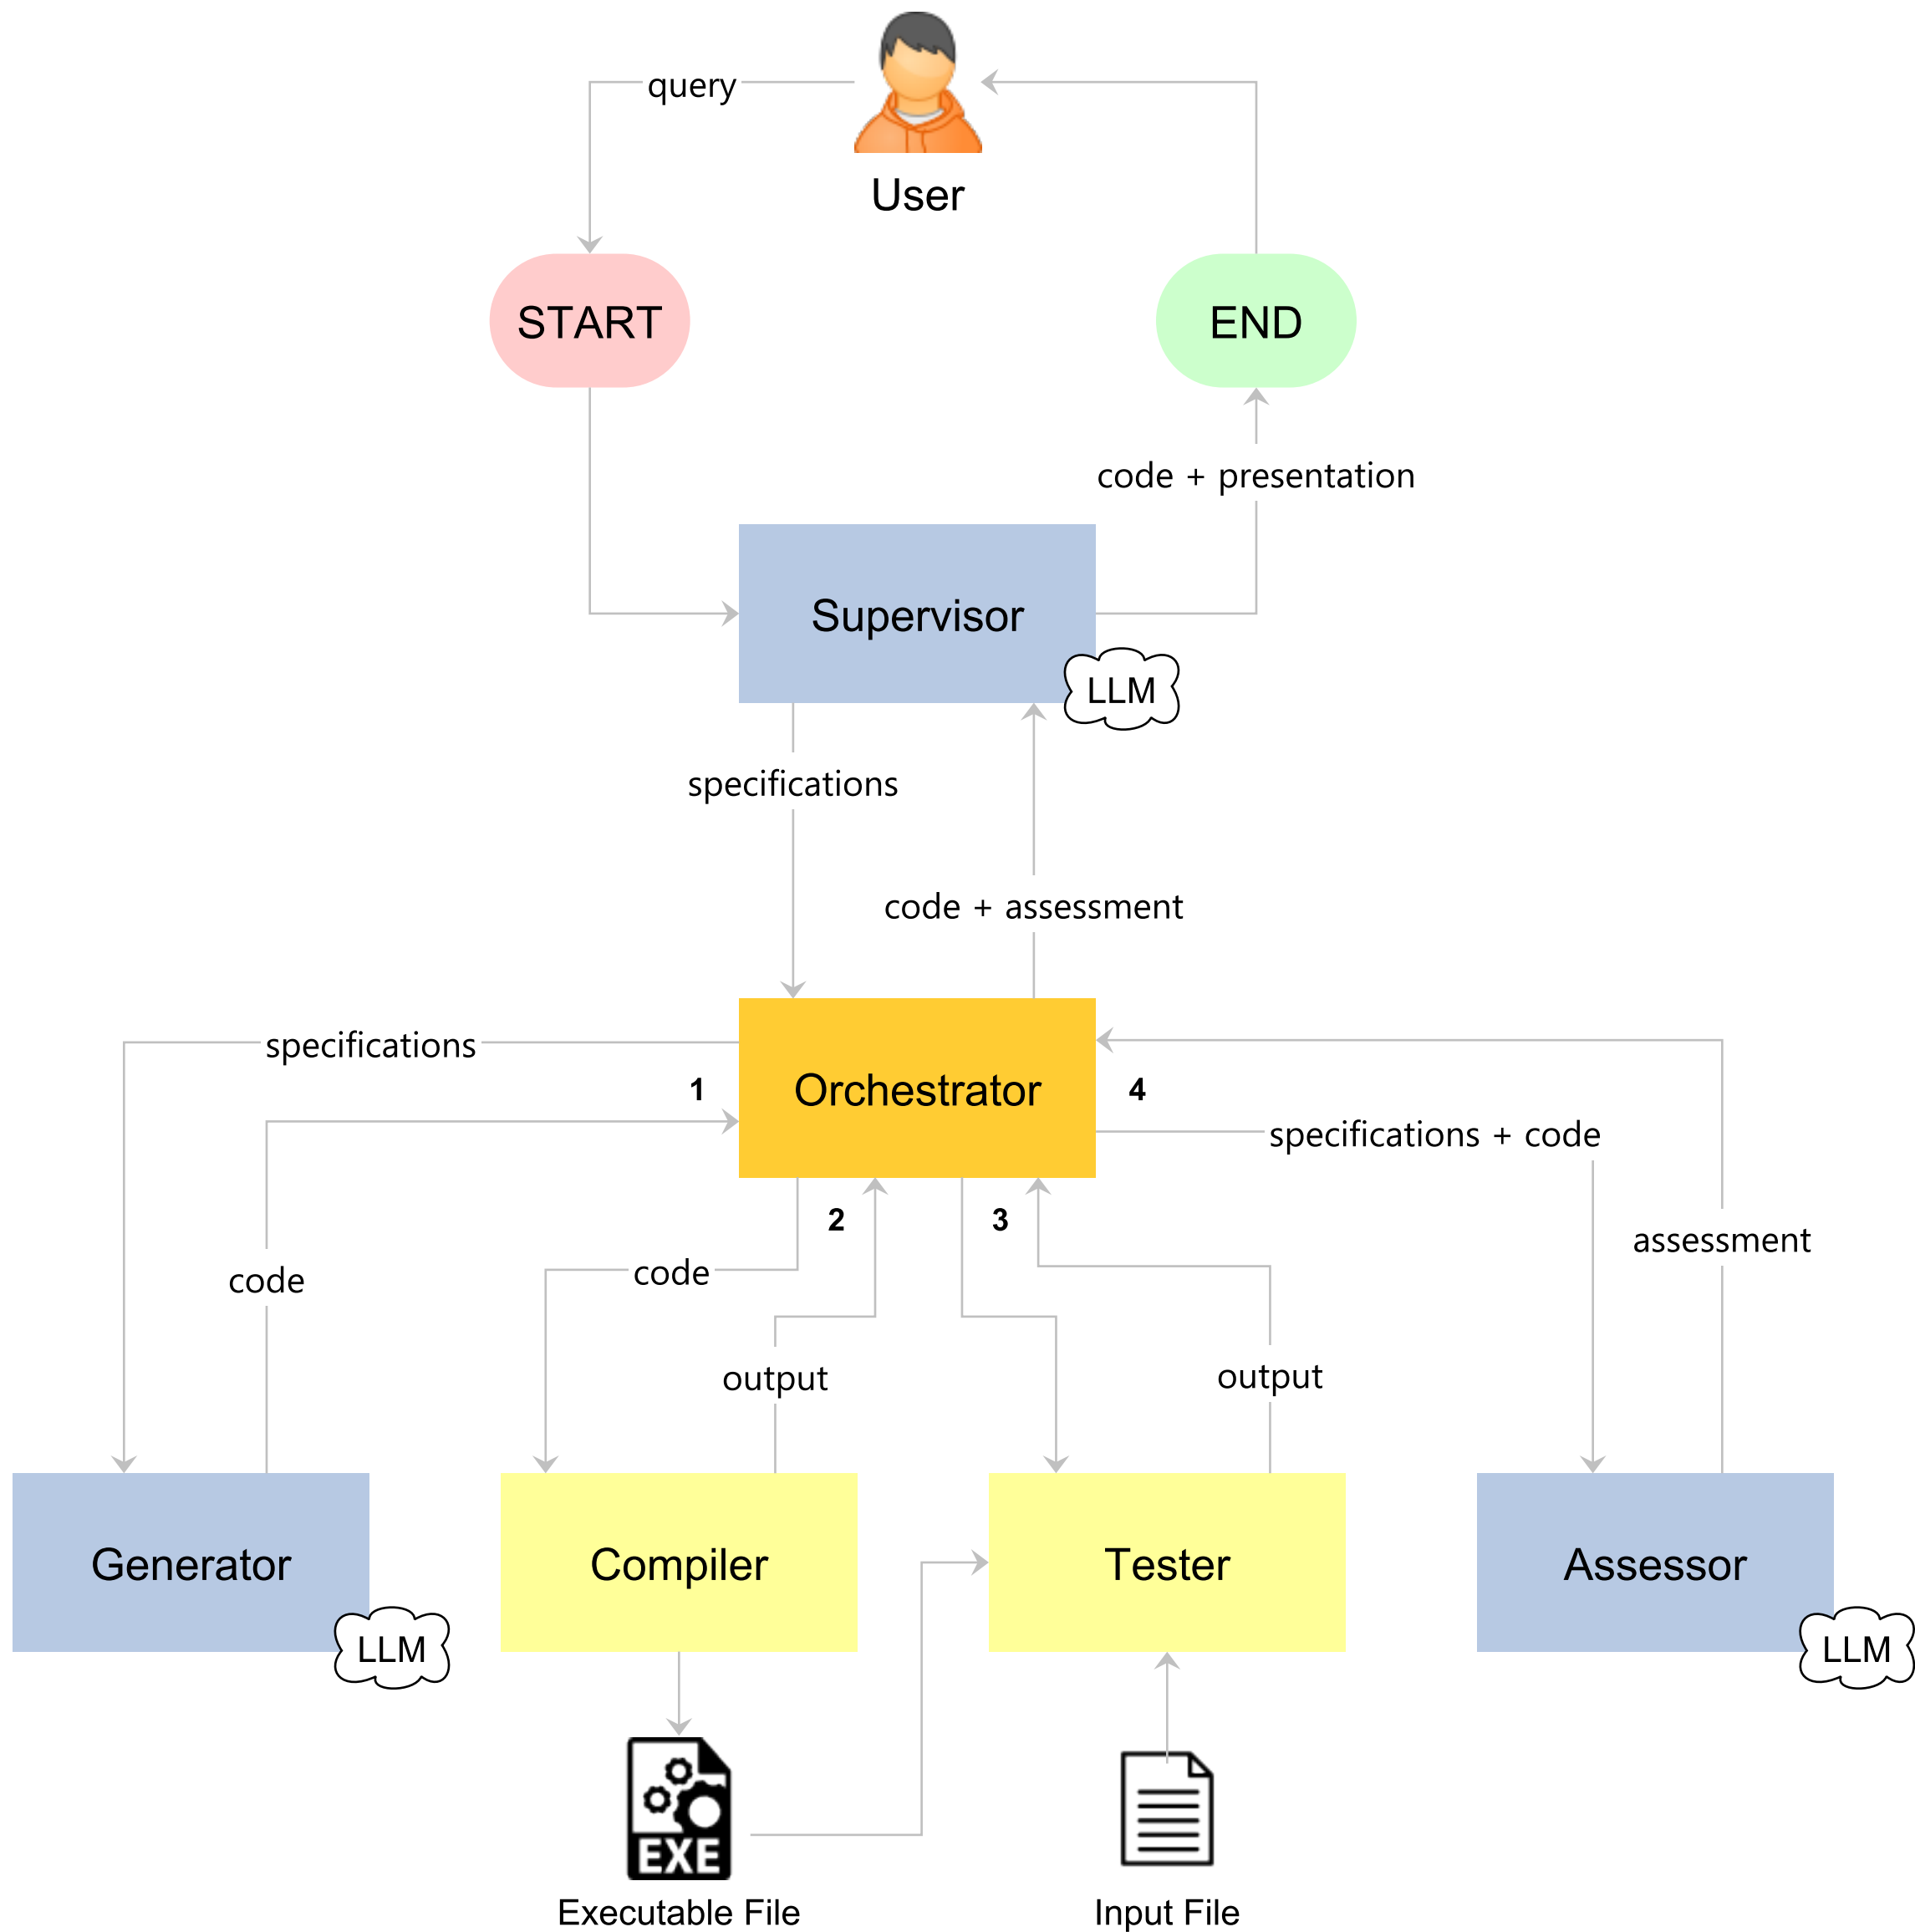 query
User
START
END
code + presentation
Supervisor
LLM
specifications
code + assessment
specifications
1
Orchestrator
4
specifications + code
2
3
assessment
code
code
output
output
Generator
LLM
Compiler
Tester
Assessor
LLM
EXE
Executable File
Input File